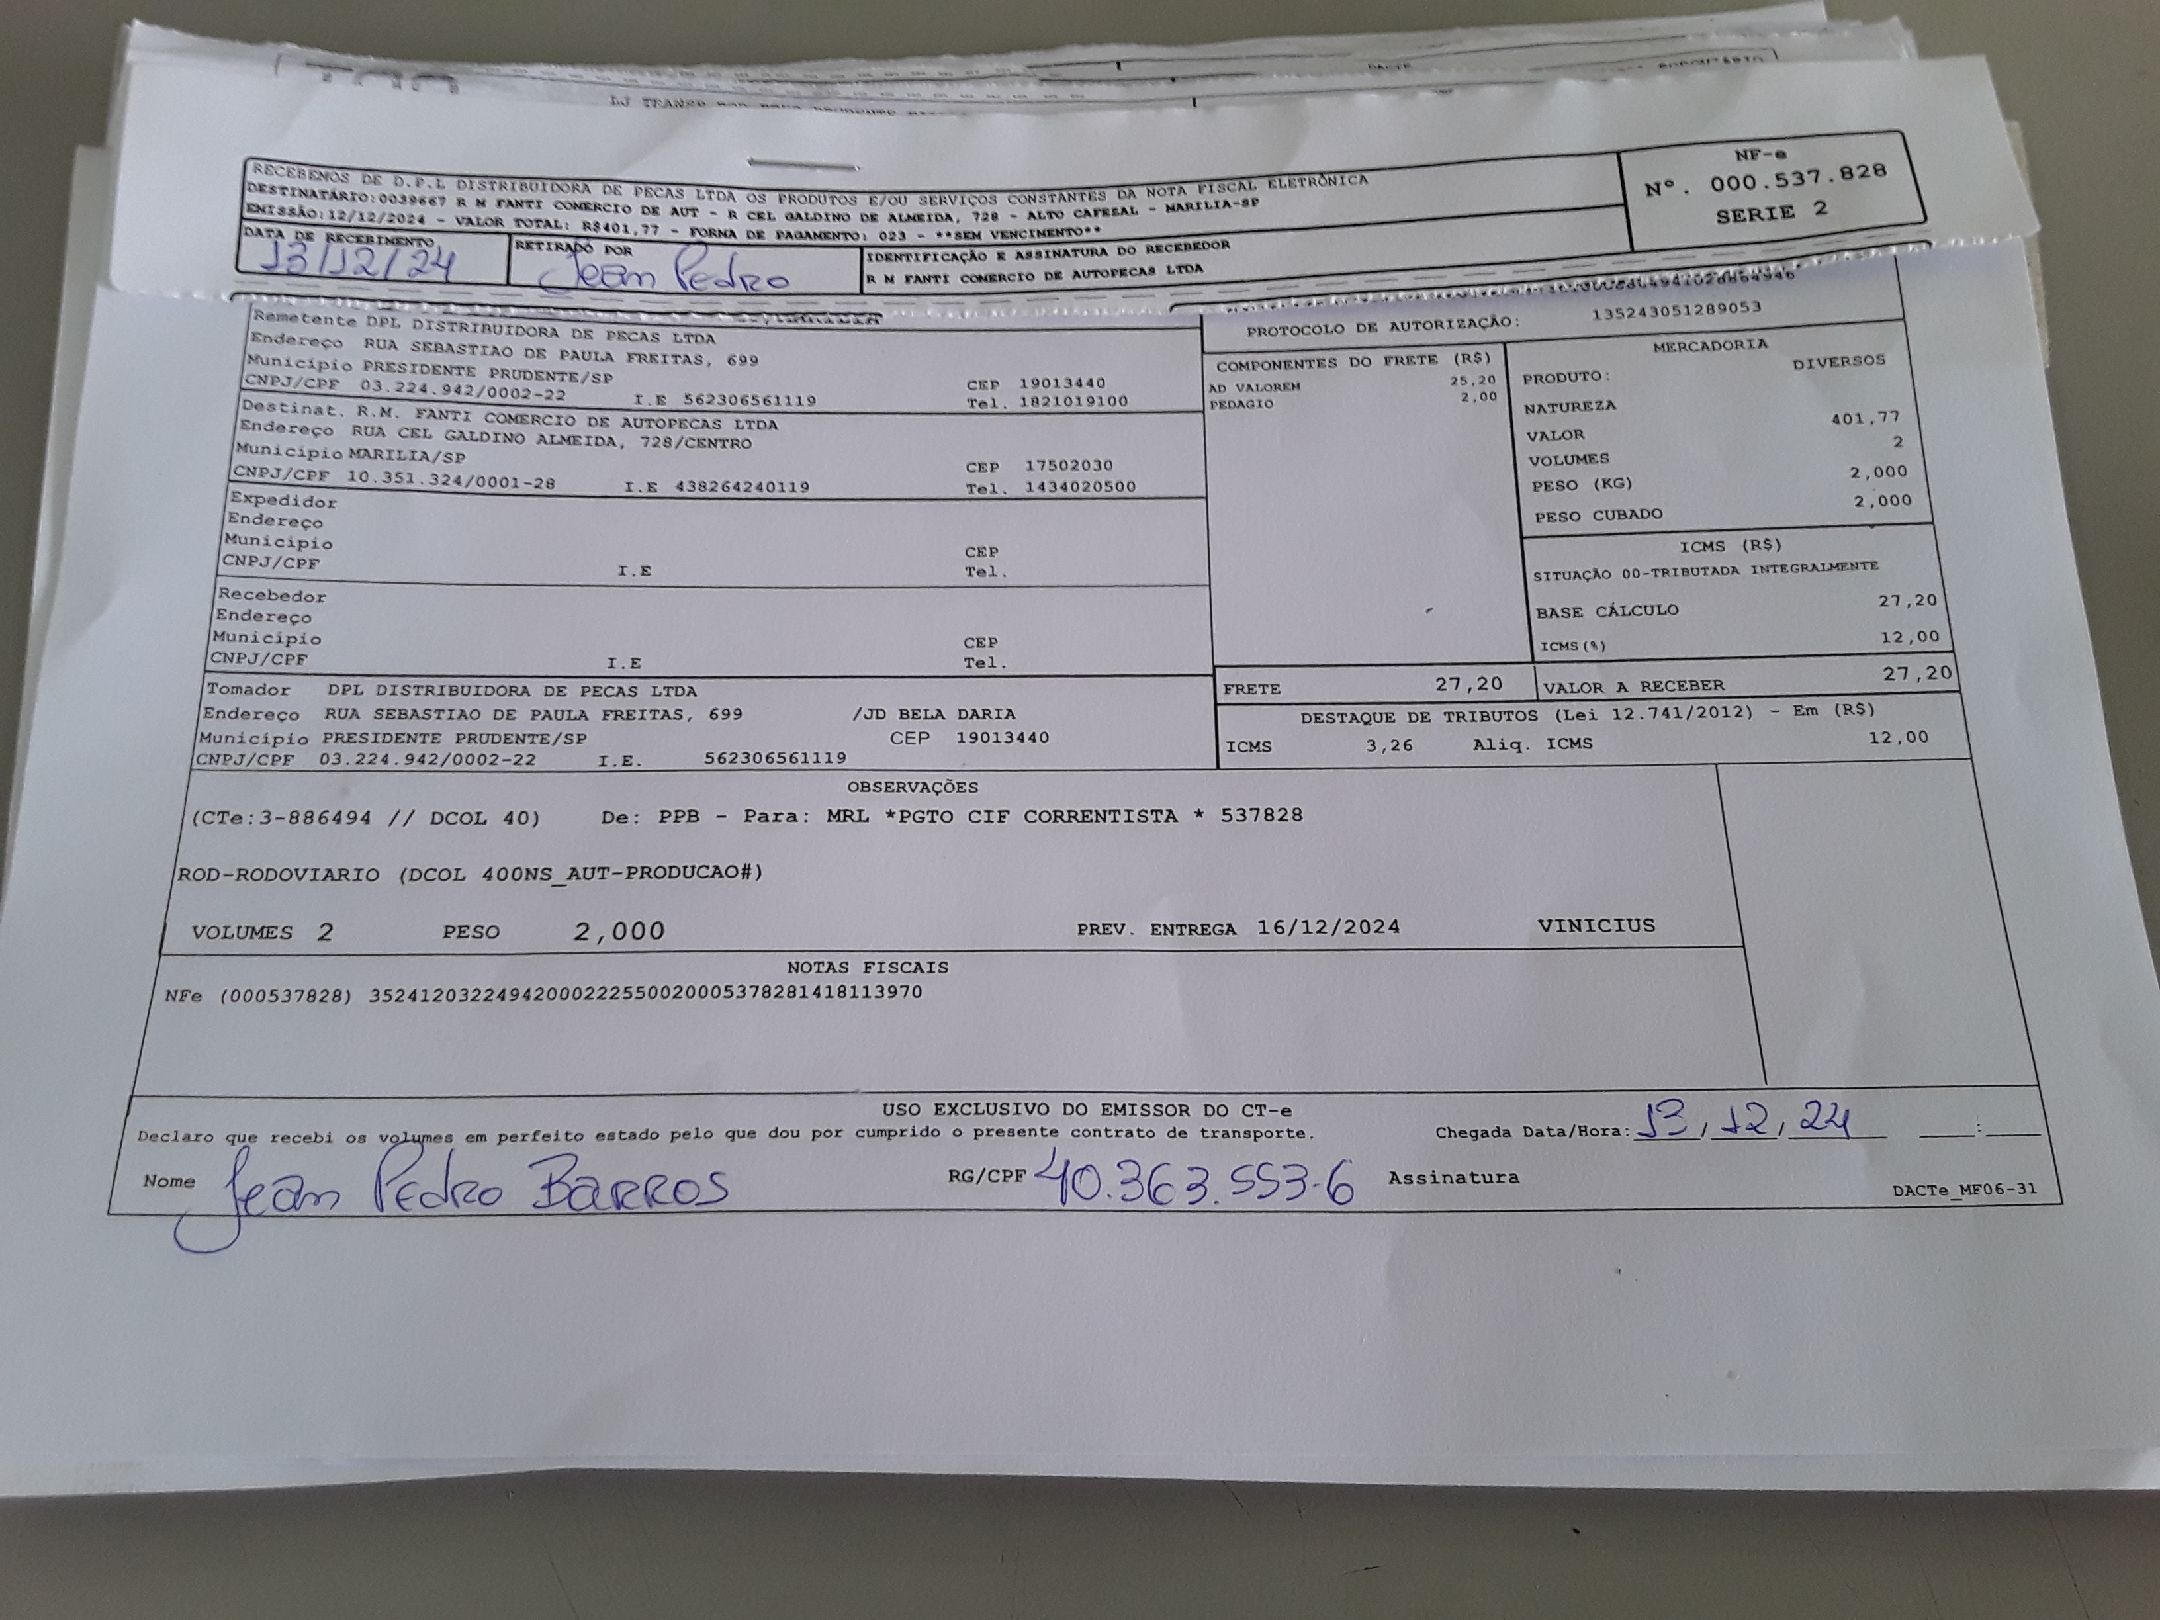 DACTE
RECEBEMOS DE D.P.L DISTRIBUIDORA DE PECAS LTDA OS PRODUTOS E/OU SERVIÇOS CONSTANTES DA NOTA FISCAL ELETRÔNICA
DESTINATÁRIO:0039667 R M FANTI COMERCIO DE AUT - R CEL GALDINO DE ALMEIDA, 728 - ALTO CAFEZAL - MARILIA-SP
EMISSÃO:12/12/2024 - VALOR TOTAL: R$401,77 - FORMA DE PAGAMENTO: 023 - **SEM VENCIMENTO**
NF-e
Nº. 000.537.828
SERIE 2
DATA DE RECEBIMENTO
13/12/24
RETIRADO POR
Jean Pedro
IDENTIFICAÇÃO E ASSINATURA DO RECEBEDOR
R M FANTI COMERCIO DE AUTOPECAS LTDA
Remetente DPL DISTRIBUIDORA DE PECAS LTDA
Endereço RUA SEBASTIAO DE PAULA FREITAS, 699
Município PRESIDENTE PRUDENTE/SP CEP 19013440
CNPJ/CPF 03.224.942/0002-22 I.E 562306561119 Tel. 1821019100
Destinat. R.M. FANTI COMERCIO DE AUTOPECAS LTDA
Endereço RUA CEL GALDINO ALMEIDA, 728/CENTRO
Município MARILIA/SP CEP 17502030
CNPJ/CPF 10.351.324/0001-28 I.E 438264240119 Tel. 1434020500
Expedidor
Endereço
Município CEP
CNPJ/CPF I.E Tel.
Recebedor
Endereço
Município CEP
CNPJ/CPF I.E Tel.
Tomador DPL DISTRIBUIDORA DE PECAS LTDA
Endereço RUA SEBASTIAO DE PAULA FREITAS, 699 /JD BELA DARIA
Município PRESIDENTE PRUDENTE/SP CEP 19013440
CNPJ/CPF 03.224.942/0002-22 I.E. 562306561119
PROTOCOLO DE AUTORIZAÇÃO: 135243051289053
COMPONENTES DO FRETE (R$)
AD VALOREM 25,20
PEDAGIO 2,00
MERCADORIA
PRODUTO: DIVERSOS
NATUREZA
VALOR 401,77
VOLUMES 2
PESO (KG) 2,000
PESO CUBADO 2,000
ICMS (R$)
SITUAÇÃO 00-TRIBUTADA INTEGRALMENTE
BASE CÁLCULO 27,20
ICMS(%) 12,00
FRETE 27,20 VALOR A RECEBER 27,20
DESTAQUE DE TRIBUTOS (Lei 12.741/2012) - Em (R$)
ICMS 3,26 Aliq. ICMS 12,00
OBSERVAÇÕES
(CTe:3-886494 // DCOL 40) De: PPB - Para: MRL *PGTO CIF CORRENTISTA * 537828
ROD-RODOVIARIO (DCOL 400NS_AUT-PRODUCAO#)
VOLUMES 2 PESO 2,000 PREV. ENTREGA 16/12/2024 VINICIUS
NOTAS FISCAIS
NFe (000537828) 35241203224942000222550020005378281418113970
USO EXCLUSIVO DO EMISSOR DO CT-e
Declaro que recebi os volumes em perfeito estado pelo que dou por cumprido o presente contrato de transporte. Chegada Data/Hora: 13/12/24 __:__
Nome Jean Pedro Barros RG/CPF 40.363.553-6 Assinatura
DACTe_MF06-31